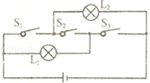 L₂
S₁ S₂ S₃
L₁